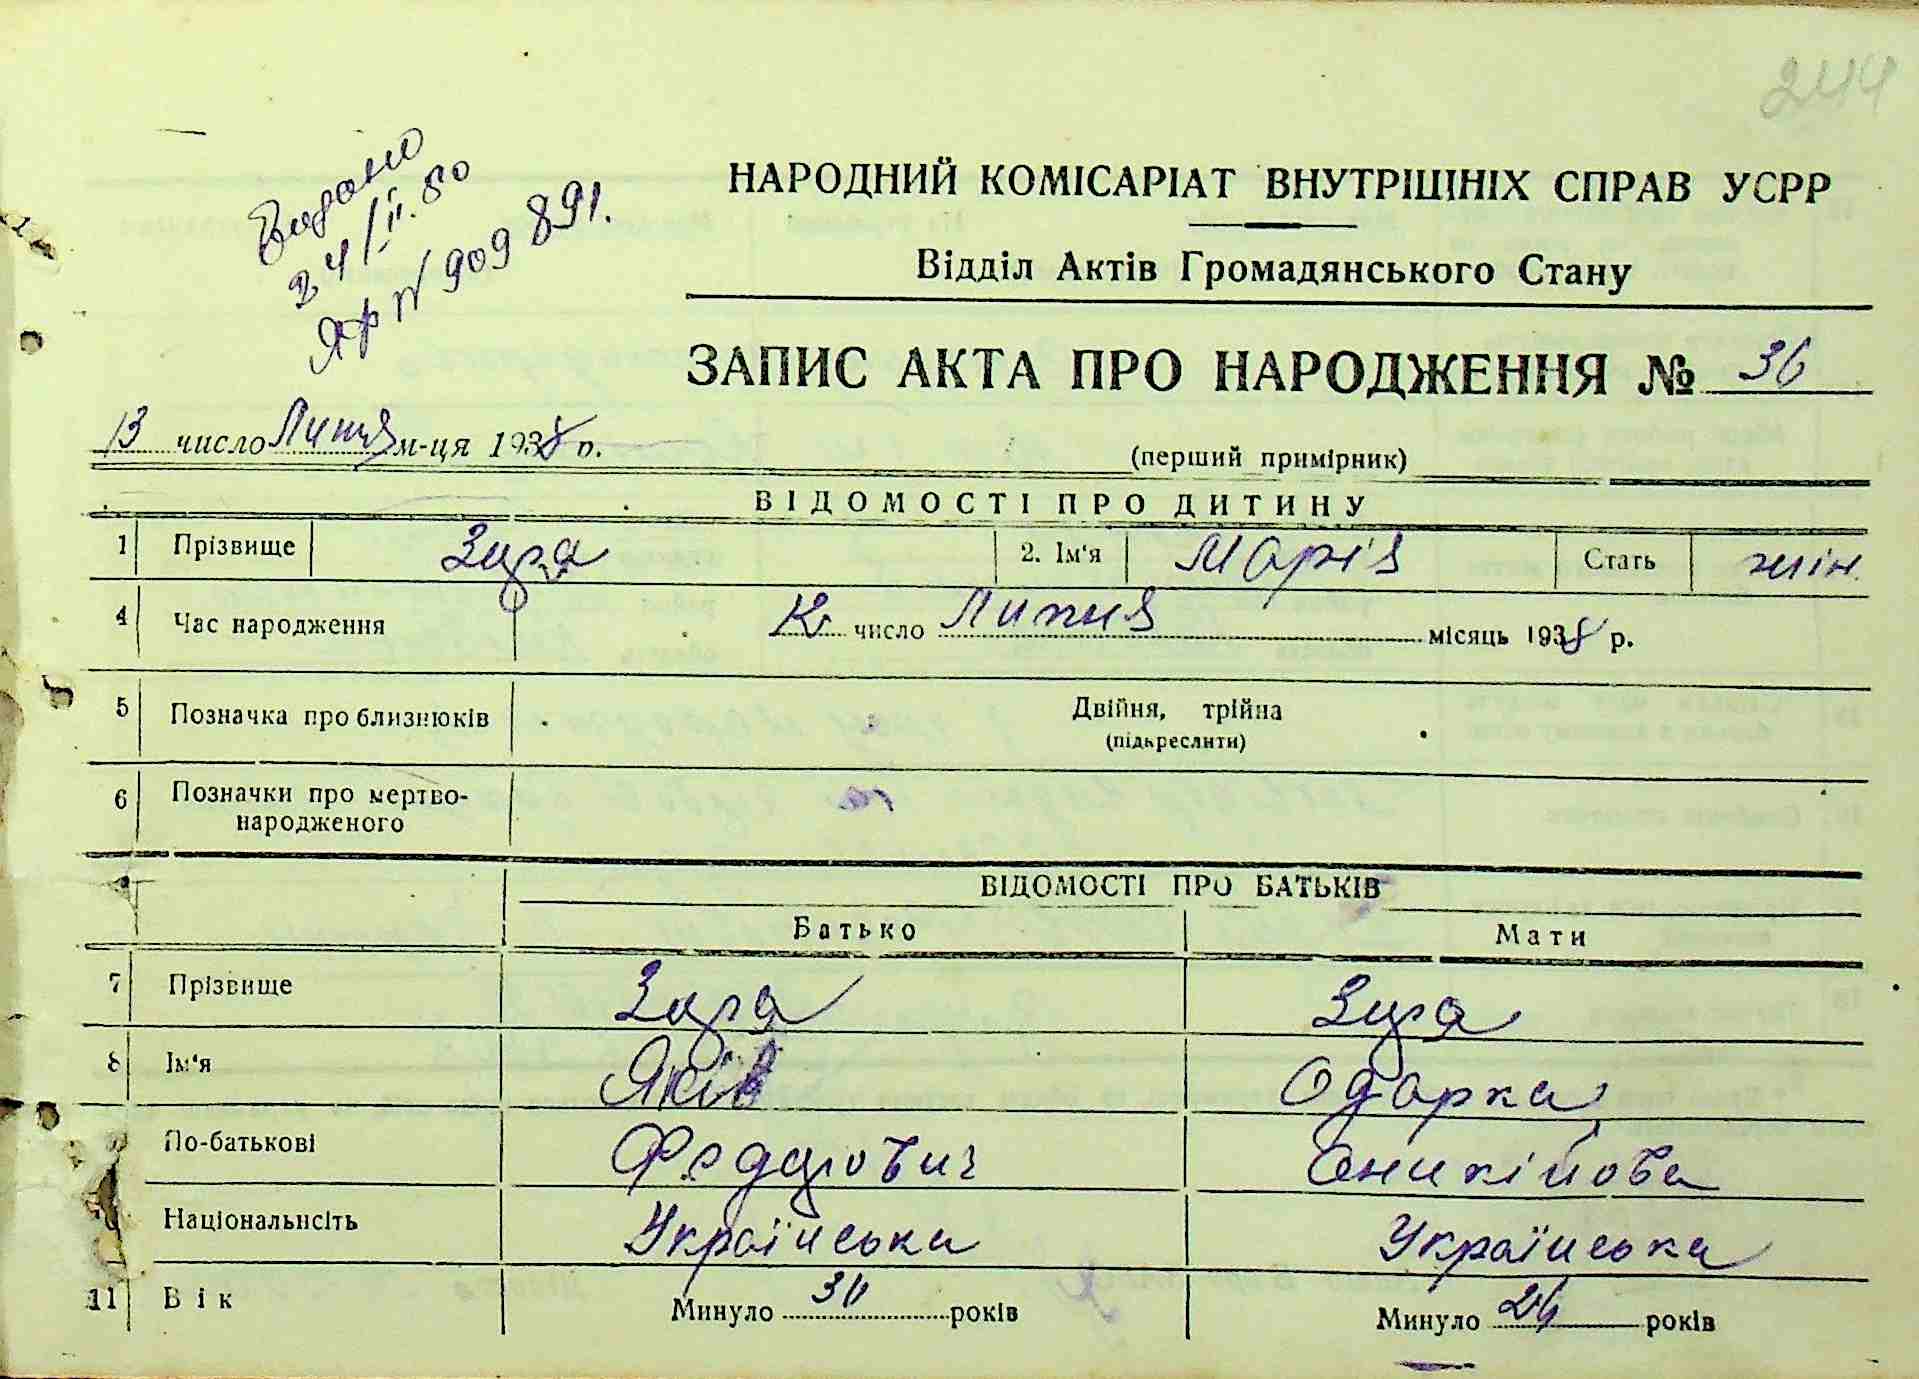 244
Видано
24/II.80
ЯР № 909891.
НАРОДНИЙ КОМІСАРІАТ ВНУТРІШНІХ СПРАВ УСРР
Відділ Актів Громадянського Стану
ЗАПИС АКТА ПРО НАРОДЖЕННЯ № 36
13 число Липня м-ця 1938 р.
(перший примірник)
ВІДОМОСТІ ПРО ДИТИНУ
1 Прізвище Зира 2. Ім'я Марія Стать жін.
4 Час народження число Липня місяць 1938 р.
5 Позначка про близнюків Двійня, трійна
(підкреслити)
6 Позначки про мертво-
народженого
ВІДОМОСТІ ПРО БАТЬКІВ
Батько Мати
7 Прізвище Зира Зира
8 Ім'я Яків Одарка
По-батькові Федорович Оникійова
Національність Українська Українська
11 Вік Минуло років Минуло 26 років